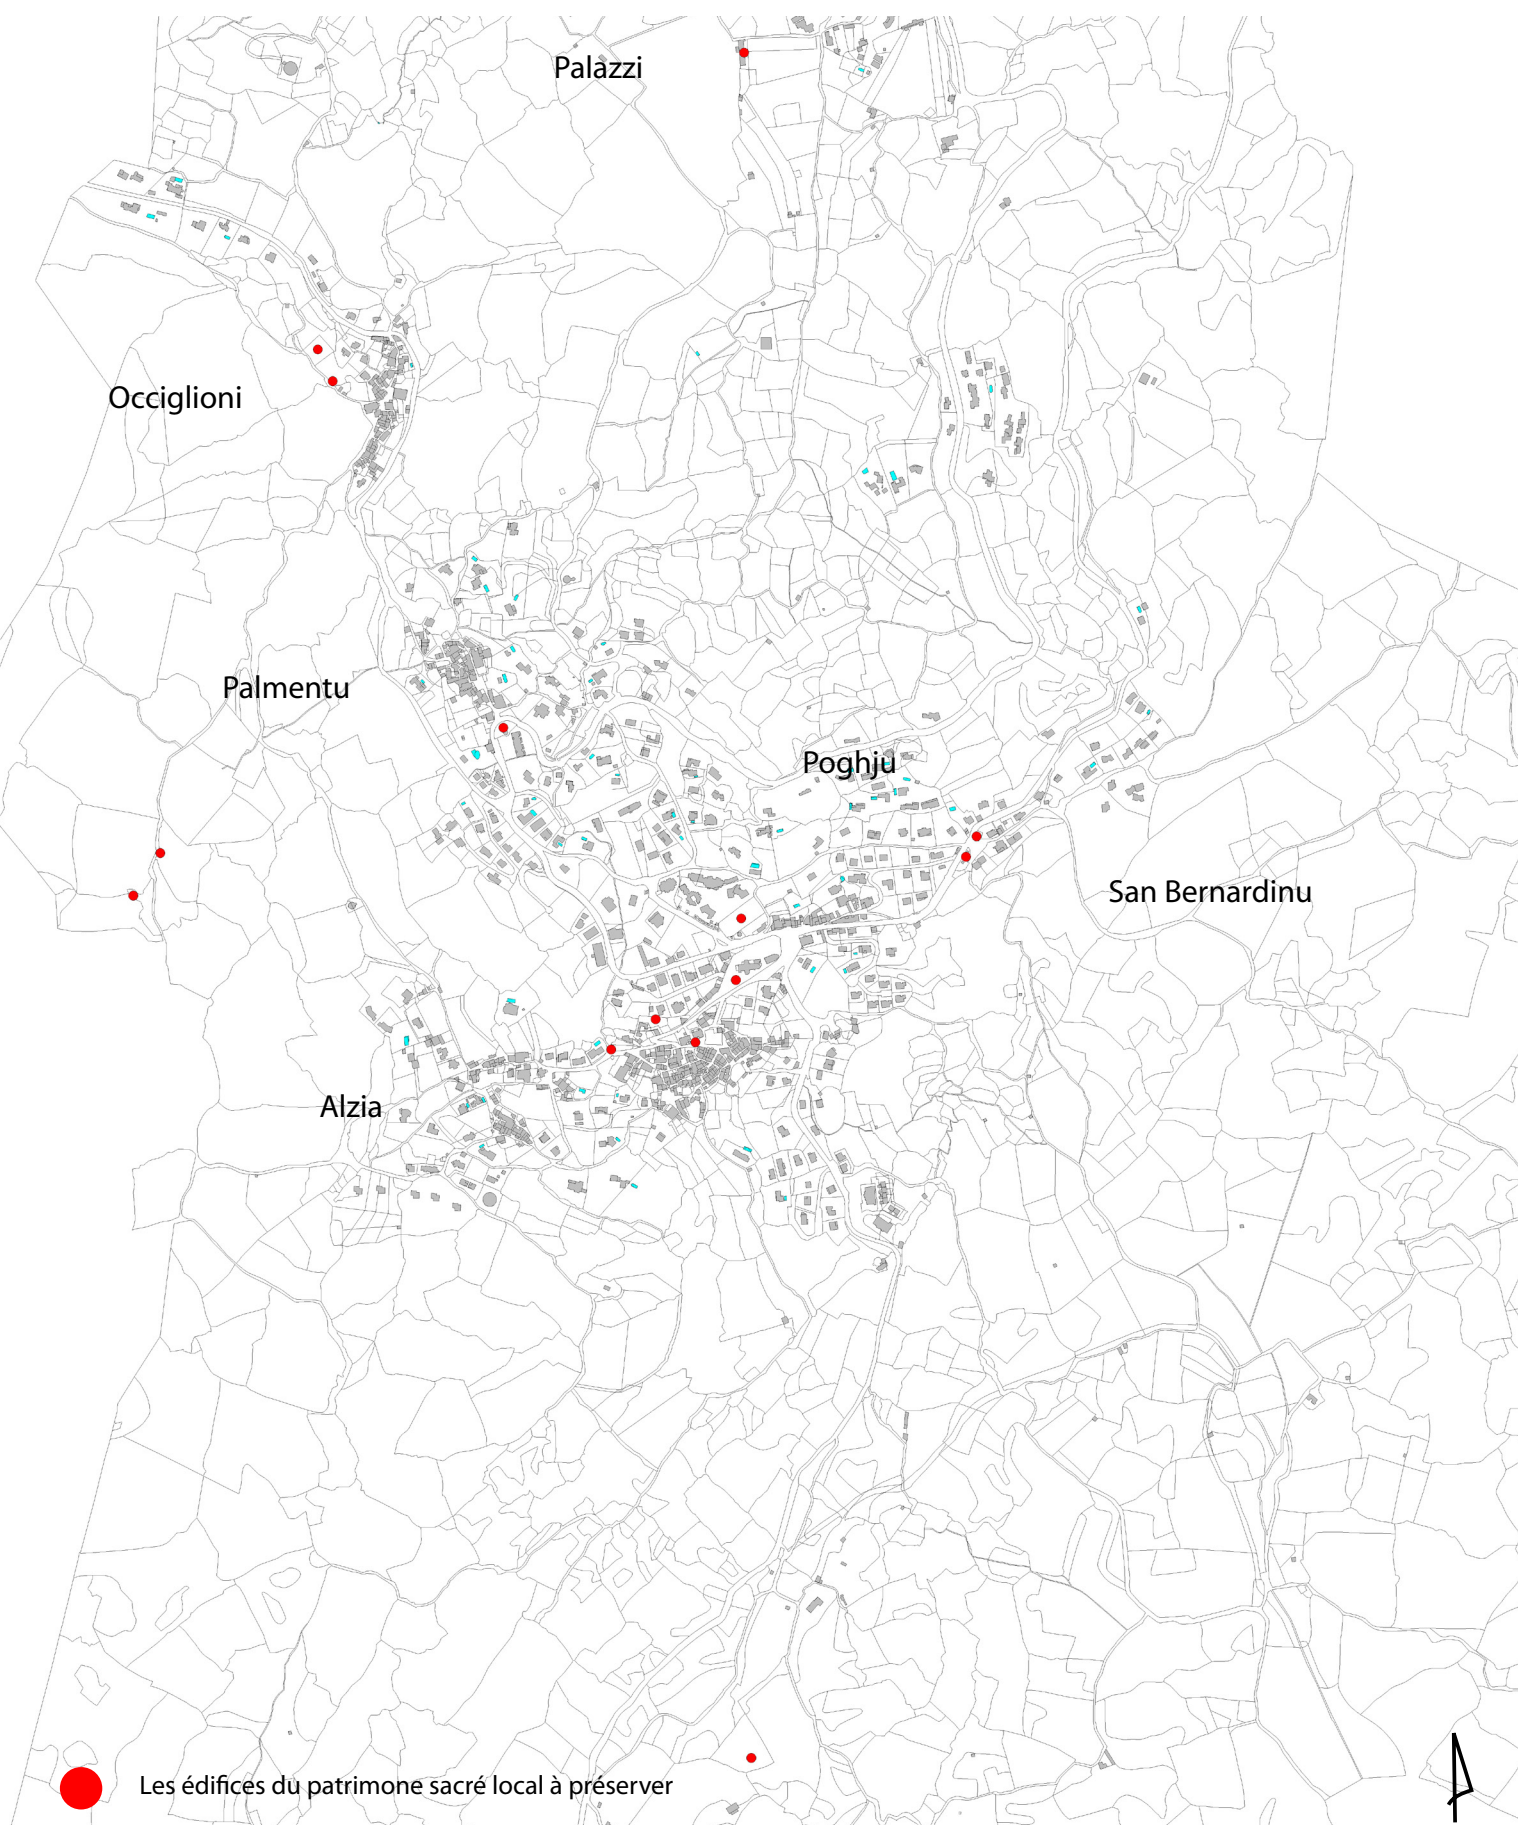 Palazzi
Occiglioni
Palmentu
Poghju
San Bernardinu
Alzia
Les édifices du patrimone sacré local à préserver